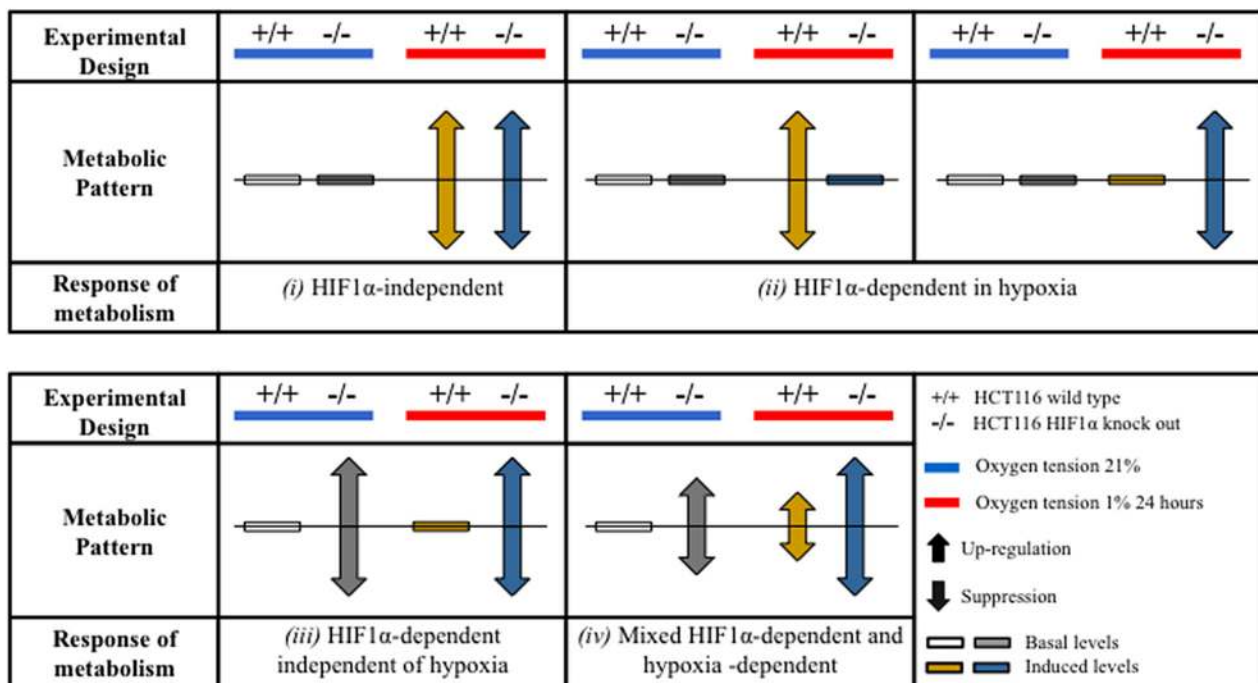 Experimental
Design
+/+ -/- +/+ -/-
+/+ -/- +/+ -/-
+/+ -/- +/+ -/-
Metabolic
Pattern
Response of
metabolism
(i) HIF1α-independent
(ii) HIF1α-dependent in hypoxia
Experimental
Design
+/+ -/- +/+ -/-
+/+ -/- +/+ -/-
Metabolic
Pattern
Response of
metabolism
(iii) HIF1α-dependent
independent of hypoxia
(iv) Mixed HIF1α-dependent and
hypoxia -dependent
+/+ HCT116 wild type
-/- HCT116 HIF1α knock out
Oxygen tension 21%
Oxygen tension 1% 24 hours
Up-regulation
Suppression
Basal levels
Induced levels